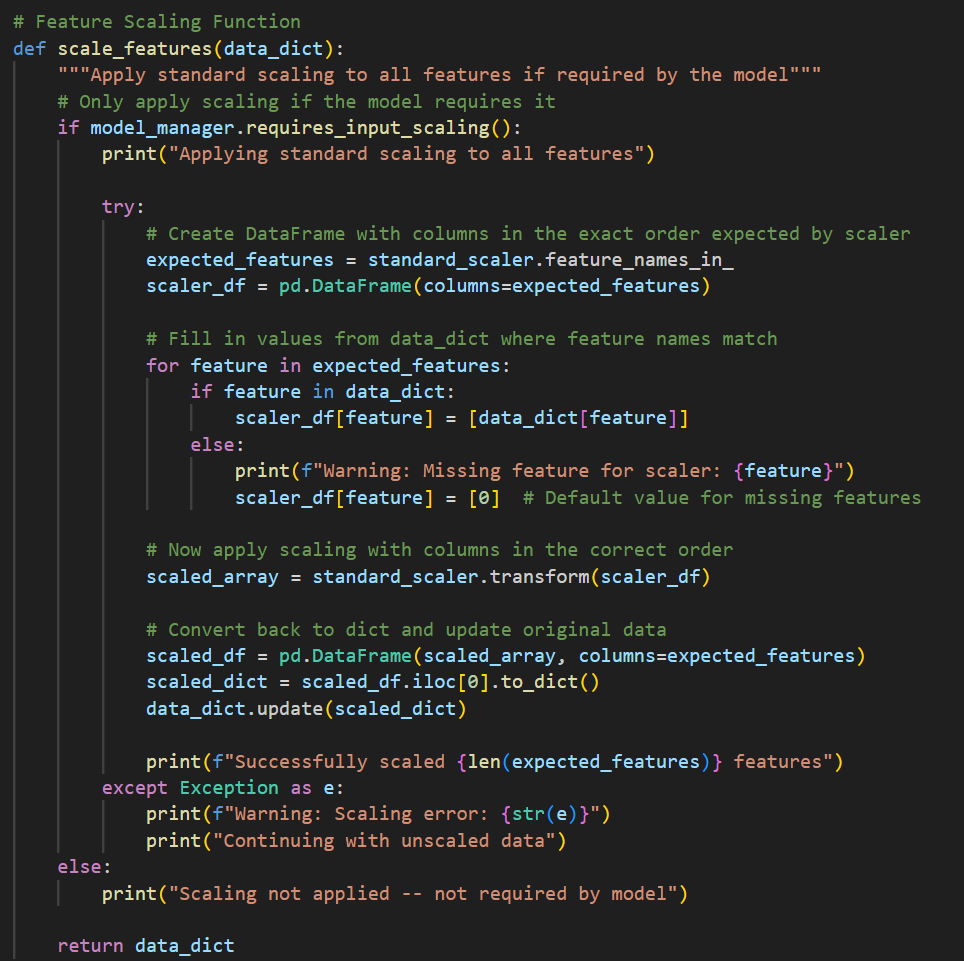 # Feature Scaling Function
def scale_features(data_dict):
    """Apply standard scaling to all features if required by the model"""
    # Only apply scaling if the model requires it
    if model_manager.requires_input_scaling():
        print("Applying standard scaling to all features")

        try:
            # Create DataFrame with columns in the exact order expected by scaler
            expected_features = standard_scaler.feature_names_in_
            scaler_df = pd.DataFrame(columns=expected_features)

            # Fill in values from data_dict where feature names match
            for feature in expected_features:
                if feature in data_dict:
                    scaler_df[feature] = [data_dict[feature]]
                else:
                    print(f"Warning: Missing feature for scaler: {feature}")
                    scaler_df[feature] = [0]  # Default value for missing features

            # Now apply scaling with columns in the correct order
            scaled_array = standard_scaler.transform(scaler_df)

            # Convert back to dict and update original data
            scaled_df = pd.DataFrame(scaled_array, columns=expected_features)
            scaled_dict = scaled_df.iloc[0].to_dict()
            data_dict.update(scaled_dict)

            print(f"Successfully scaled {len(expected_features)} features")
        except Exception as e:
            print(f"Warning: Scaling error: {str(e)}")
            print("Continuing with unscaled data")
    else:
        print("Scaling not applied -- not required by model")

    return data_dict